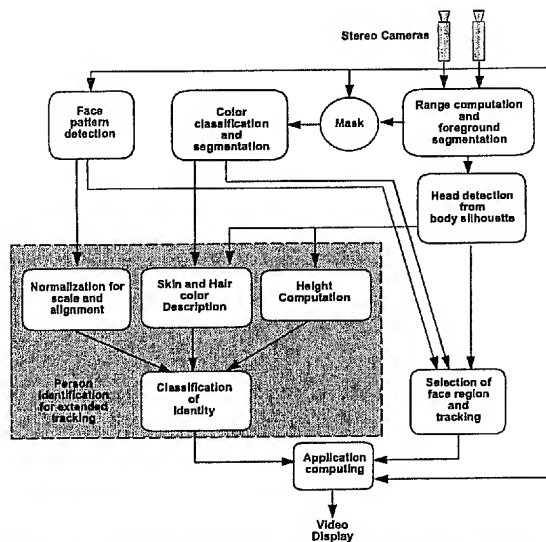 Stereo Cameras
Face
pattern
detection
Color
classification
and
segmentation
Mask
Range computation
and
foreground
segmentation
Head detection
from
body silhouette
Normalization for
scale and
alignment
Skin and Hair
color
Description
Height
Computation
Person
identification
for extended
tracking
Classification
of
Identity
Selection of
face region
and
tracking
Application
computing
Video
Display